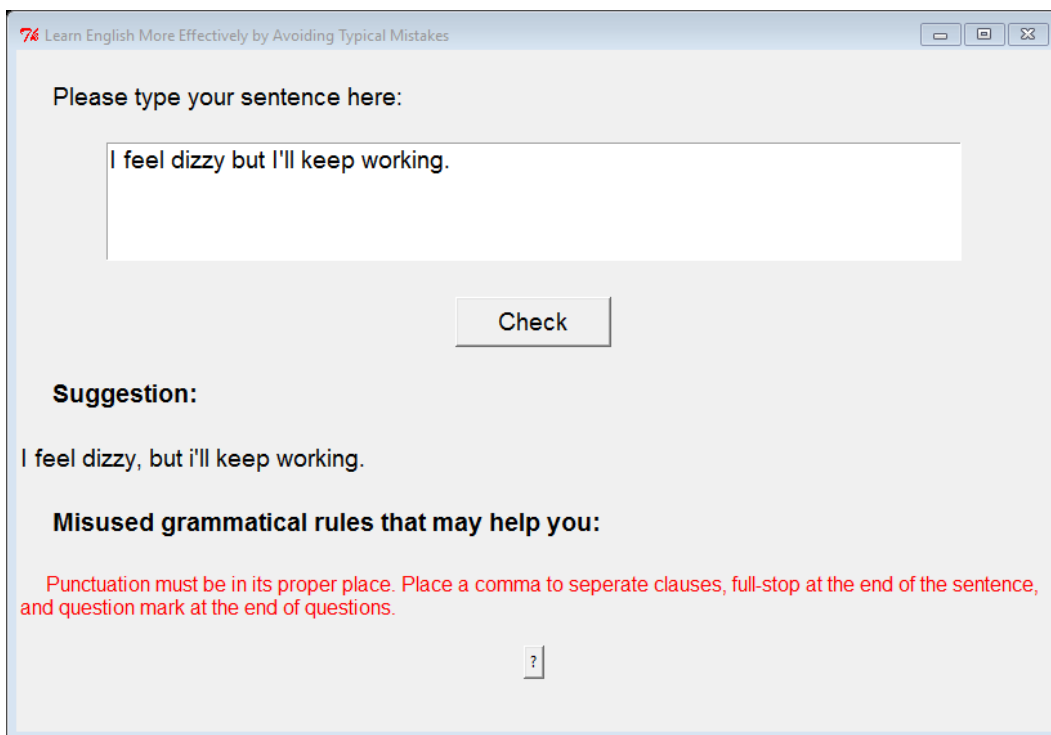 Learn English More Effectively by Avoiding Typical Mistakes
Please type your sentence here:
I feel dizzy but I'll keep working.
Check
Suggestion:
I feel dizzy, but i'll keep working.
Misused grammatical rules that may help you:
Punctuation must be in its proper place. Place a comma to seperate clauses, full-stop at the end of the sentence,
and question mark at the end of questions.
?